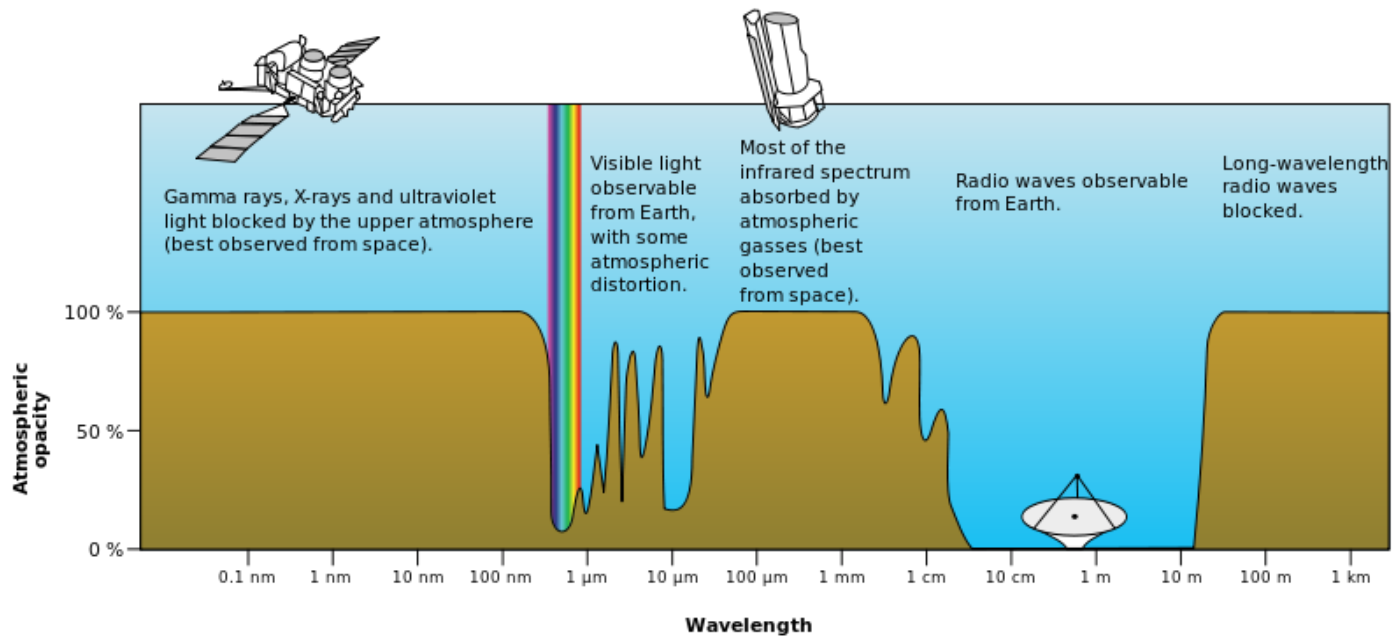 Gamma rays, X-rays and ultraviolet
light blocked by the upper atmosphere
(best observed from space).
Visible light
observable
from Earth,
with some
atmospheric
distortion.
Most of the
infrared spectrum
absorbed by
atmospheric
gasses (best
observed
from space).
Radio waves observable
from Earth.
Long-wavelength
radio waves
blocked.
Atmospheric
opacity
100 %
50 %
0 %
0.1 nm
1 nm
10 nm
100 nm
1 µm
10 µm
100 µm
1 mm
1 cm
10 cm
1 m
10 m
100 m
1 km
Wavelength